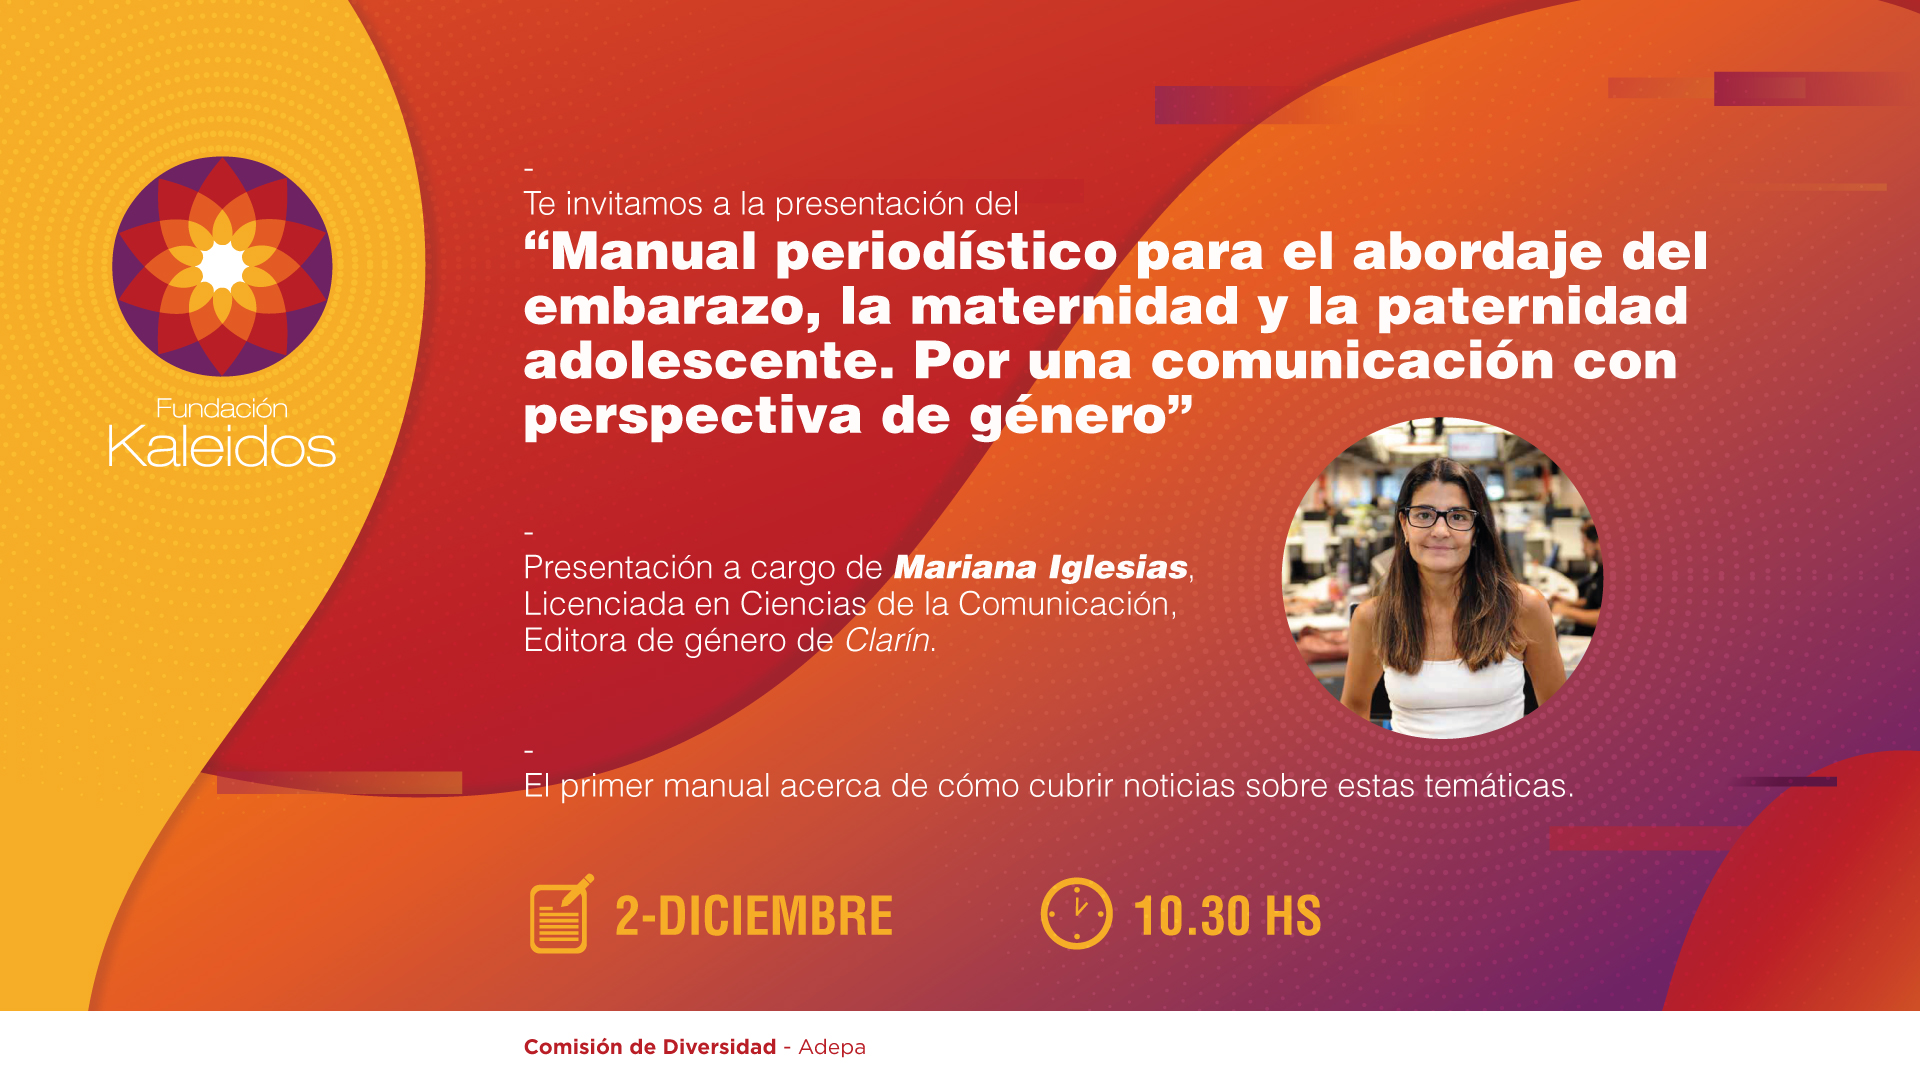 Fundación
Kaleidos
-
Te invitamos a la presentación del
“Manual periodístico para el abordaje del
embarazo, la maternidad y la paternidad
adolescente. Por una comunicación con
perspectiva de género”
-
Presentación a cargo de Mariana Iglesias,
Licenciada en Ciencias de la Comunicación,
Editora de género de Clarín.
-
El primer manual acerca de cómo cubrir noticias sobre estas temáticas.
2-DICIEMBRE
10.30 HS
Comisión de Diversidad - Adepa